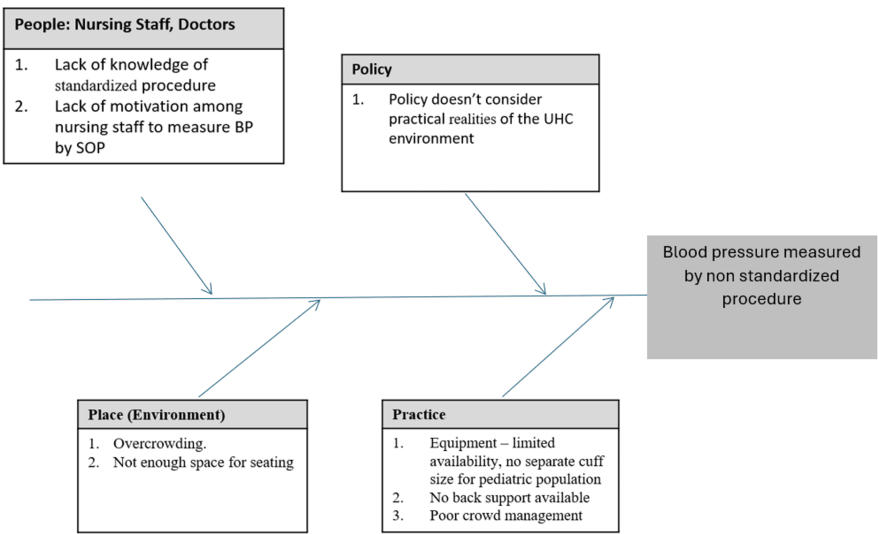 People: Nursing Staff, Doctors
1. Lack of knowledge of
standardized procedure
2. Lack of motivation among
nursing staff to measure BP
by SOP
Policy
1. Policy doesn't consider
practical realities of the UHC
environment
Blood pressure measured
by non standardized
procedure
Place (Environment)
1. Overcrowding.
2. Not enough space for seating
Practice
1. Equipment – limited
availability, no separate cuff
size for pediatric population
2. No back support available
3. Poor crowd management